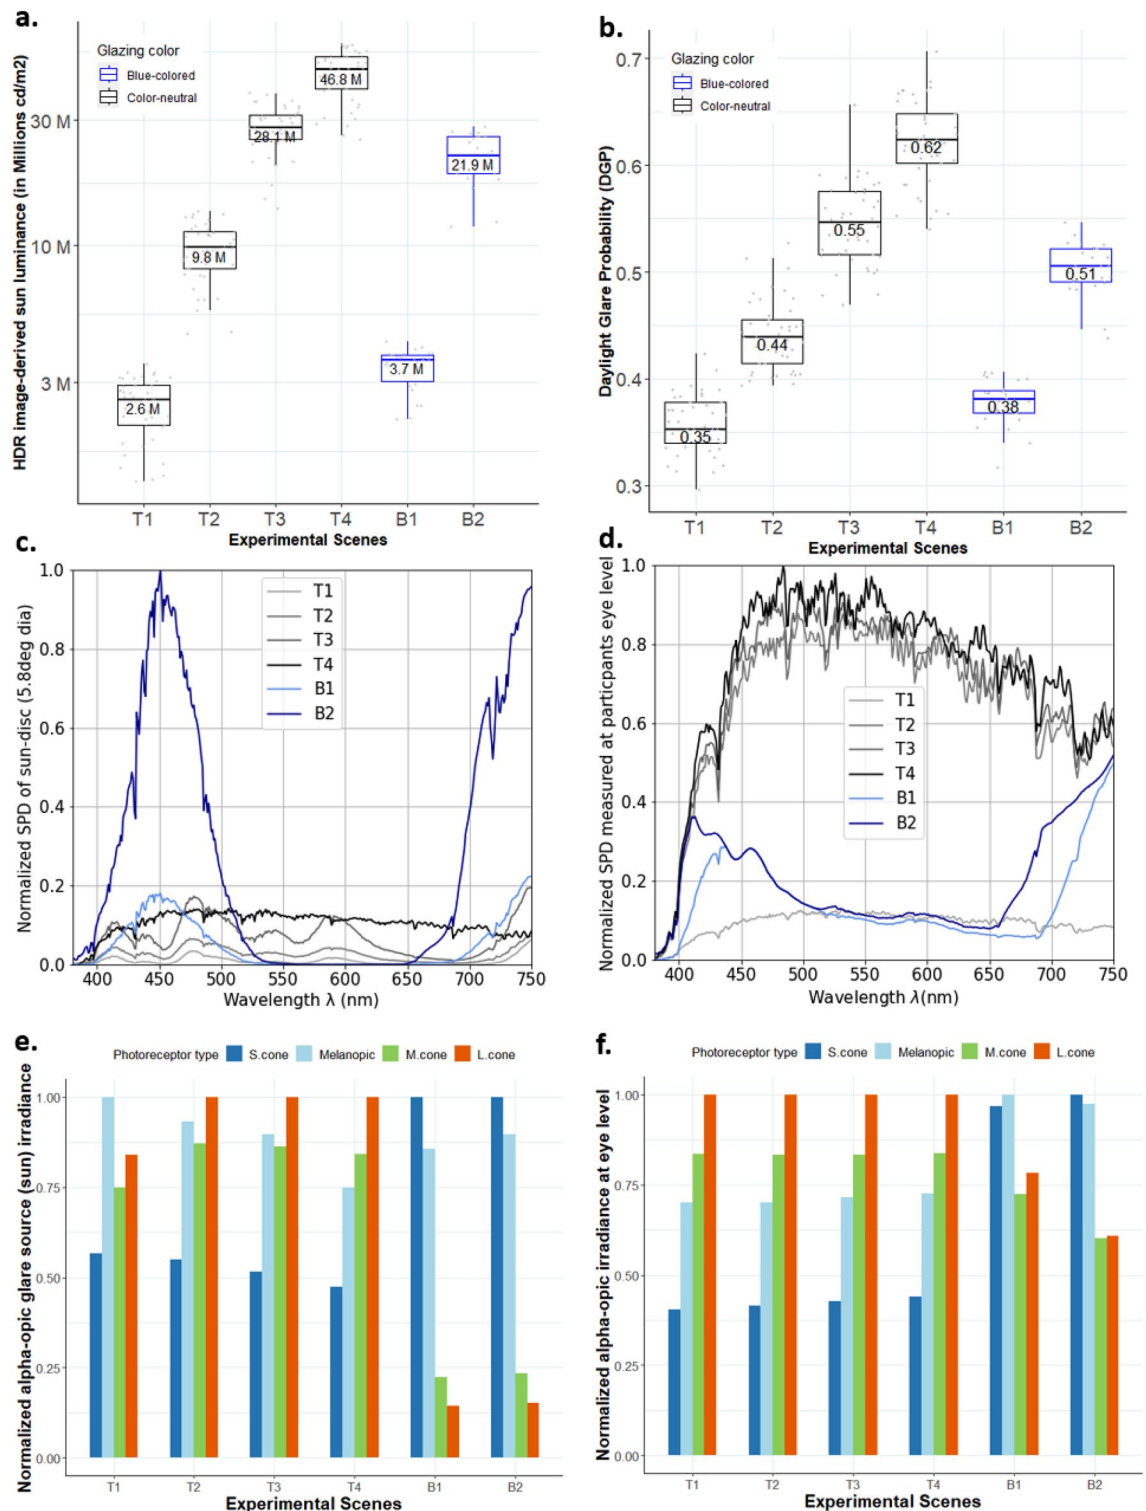 a.
HDR image-derived sun luminance (in Millions cd/m2)
Glazing color
Blue-colored
Color-neutral
30 M
10 M
3 M
2.6 M
9.8 M
28.1 M
46.8 M
3.7 M
21.9 M
T1 T2 T3 T4 B1 B2
Experimental Scenes
b.
Daylight Glare Probability (DGP)
Glazing color
Blue-colored
Color-neutral
0.7
0.6
0.5
0.4
0.3
0.35
0.44
0.55
0.62
0.38
0.51
T1 T2 T3 T4 B1 B2
Experimental Scenes
c.
Normalized SPD of sun-disc (5.8deg dia)
1.0
0.8
0.6
0.4
0.2
0.0
T1
T2
T3
T4
B1
B2
400 450 500 550 600 650 700 750
Wavelength λ (nm)
d.
Normalized SPD measured at particpants eye level
1.0
0.8
0.6
0.4
0.2
0.0
T1
T2
T3
T4
B1
B2
400 450 500 550 600 650 700 750
Wavelength λ(nm)
e.
Photoreceptor type S.cone Melanopic M.cone L.cone
Normalized alpha-opic glare source (sun) irradiance
1.00
0.75
0.50
0.25
0.00
T1 T2 T3 T4 B1 B2
Experimental Scenes
f.
Photoreceptor type S.cone Melanopic M.cone L.cone
Normalized alpha-opic irradiance at eye level
1.00
0.75
0.50
0.25
0.00
T1 T2 T3 T4 B1 B2
Experimental Scenes